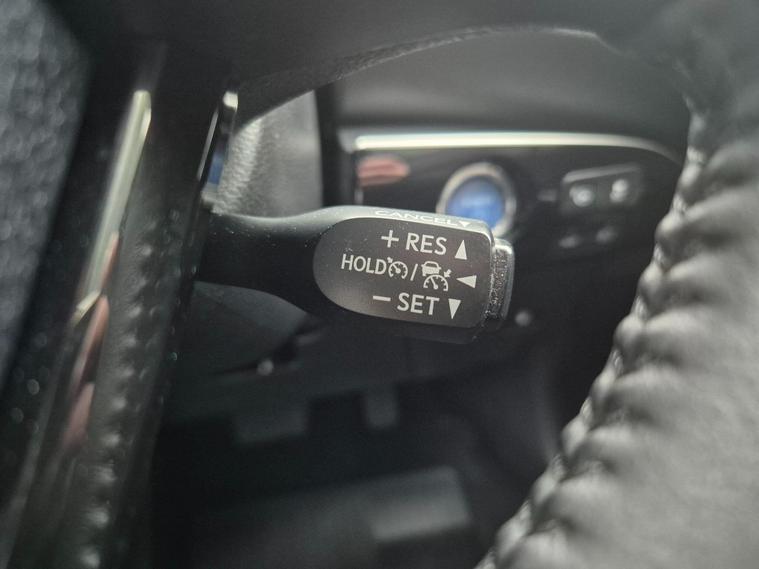 CANCEL▼
+ RES ▲
HOLD / ◀
− SET ▼